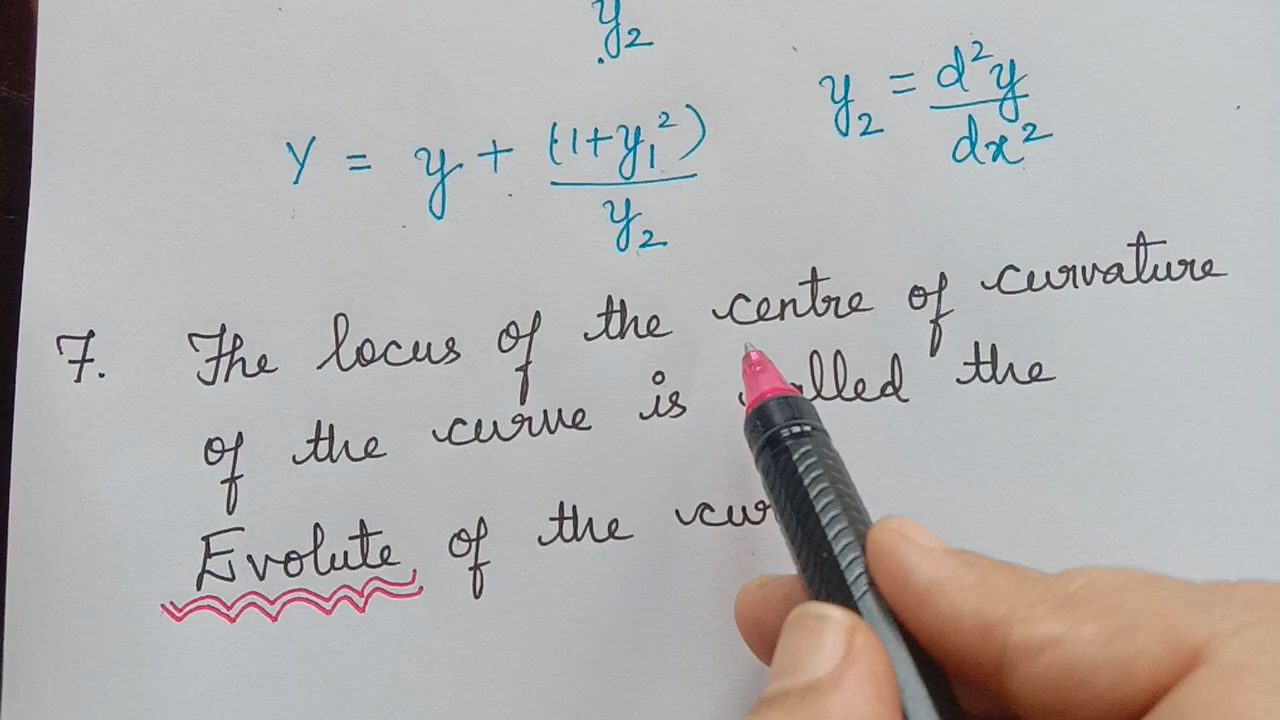 y₂
y₂ = d²y/dx²
Y = y + (1+y₁²)/y₂
7. The locus of the centre of curvature
of the curve is called the
Evolute of the